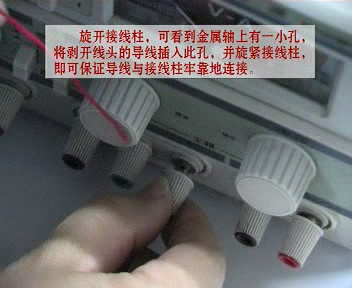 旋开接线柱，可看到金属轴上有一小孔，
将剥开线头的导线插入此孔，并旋紧接线柱，
即可保证导线与接线柱牢靠地连接。